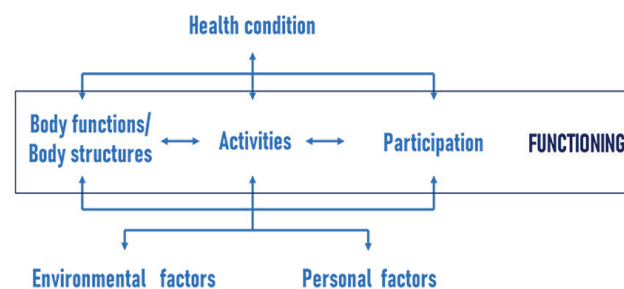 Health condition
Body functions/
Body structures
Activities
Participation
FUNCTIONING
Environmental factors
Personal factors